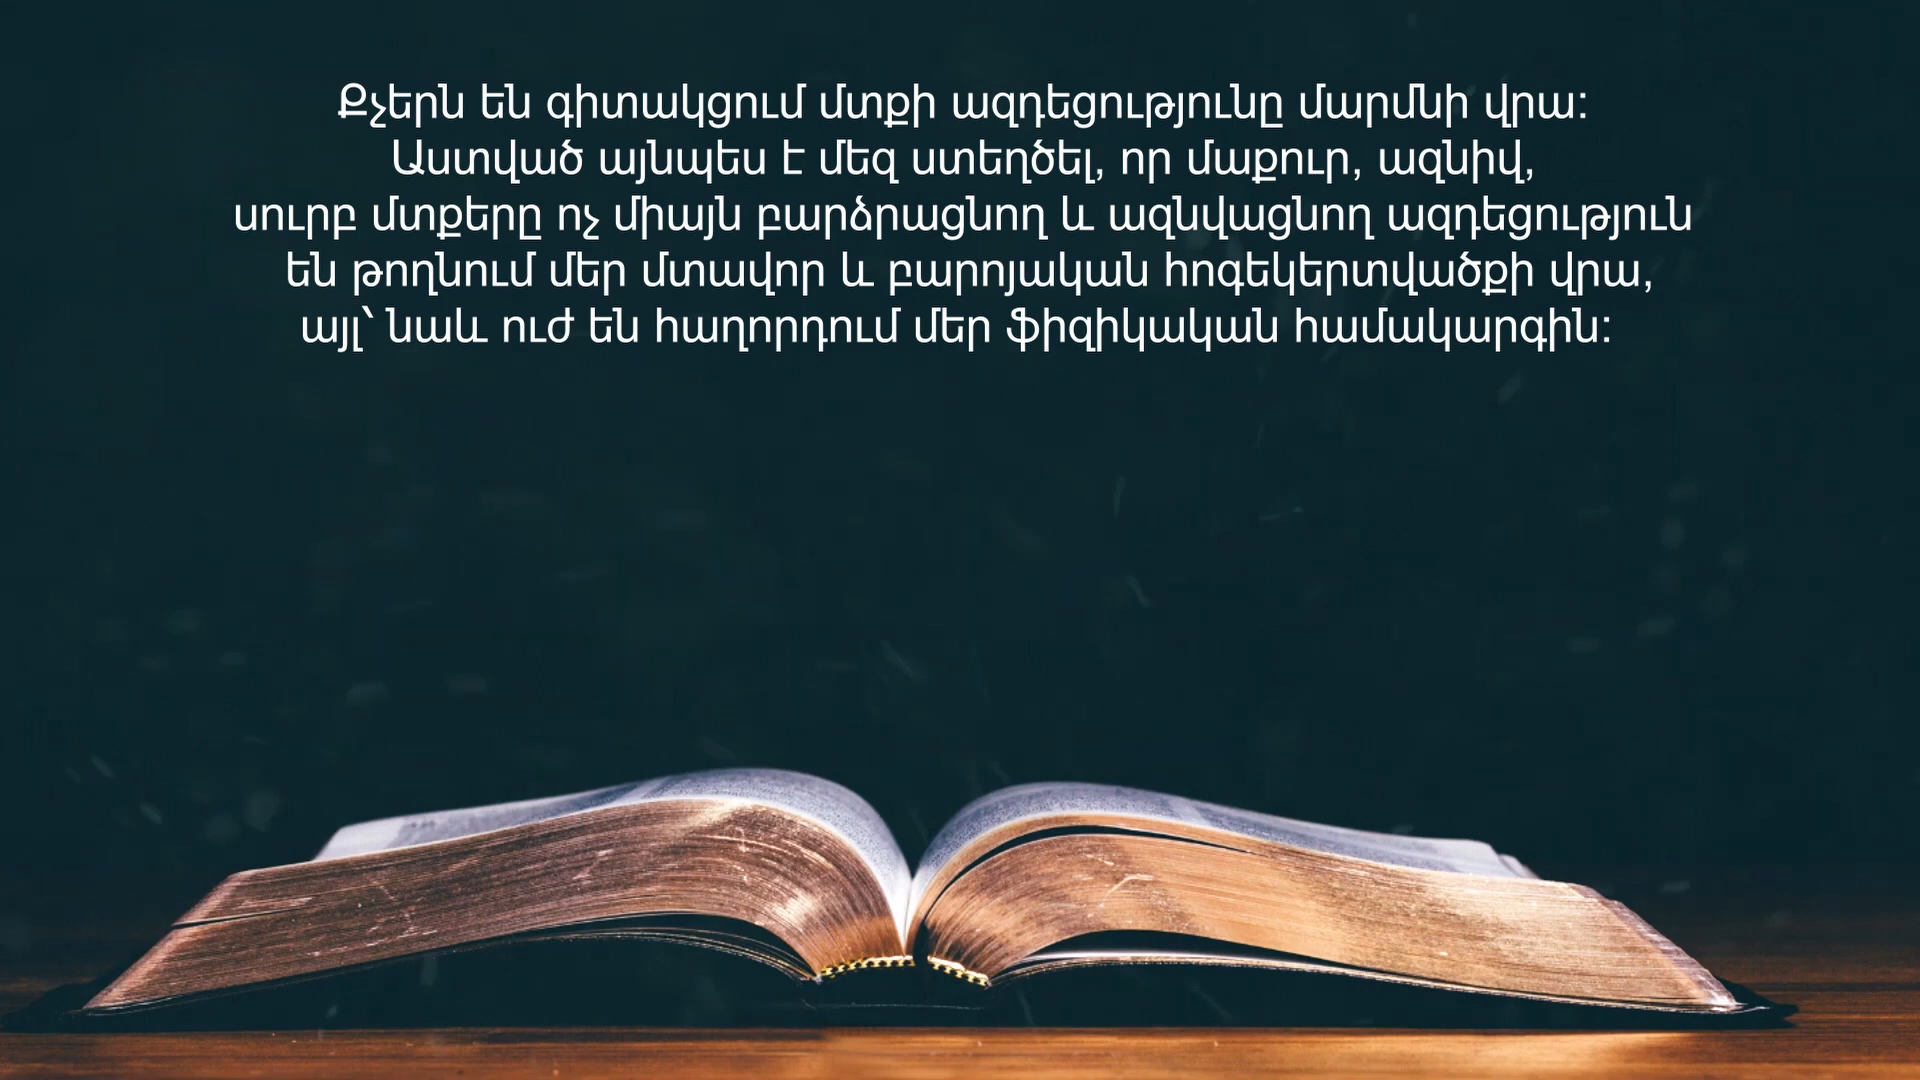 Քչերն են գիտակցում մտքի ազդեցությունը մարմնի վրա:
Աստված այնպես է մեզ ստեղծել, որ մաքուր, ազնիվ,
սուրբ մտքերը ոչ միայն բարձրացնող և ազնվացնող ազդեցություն
են թողնում մեր մտավոր և բարոյական հոգեկերտվածքի վրա,
այլ՝ նաև ուժ են հաղորդում մեր ֆիզիկական համակարգին: